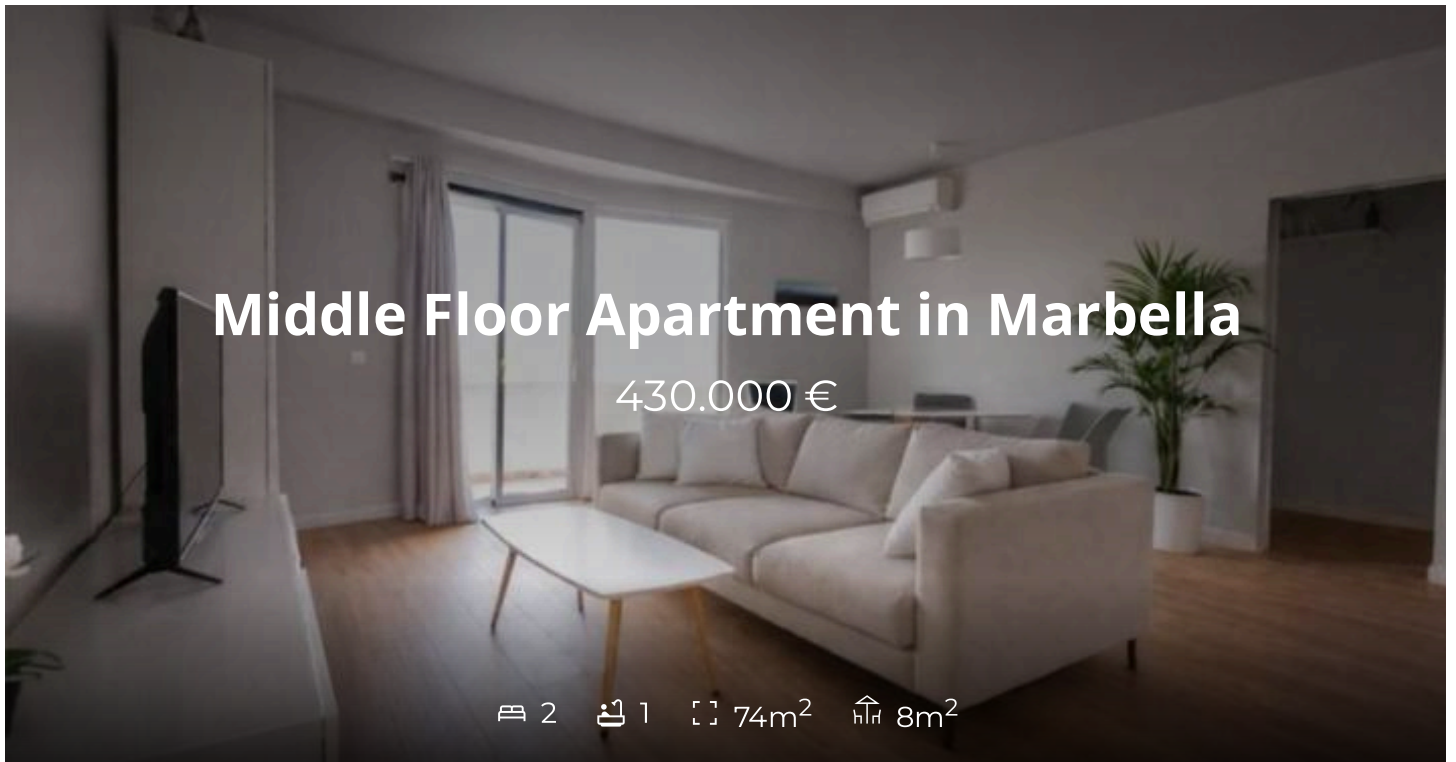 Middle Floor Apartment in Marbella
430.000 €
2 1 74m² 8m²